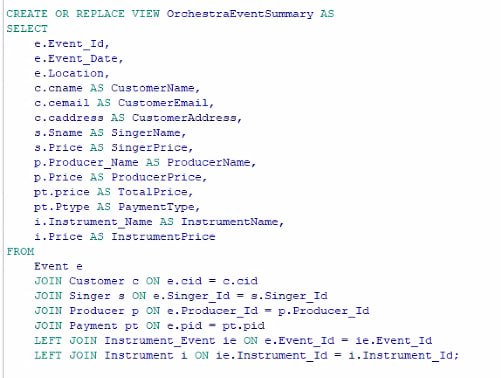 CREATE OR REPLACE VIEW OrchestraEventSummary AS
SELECT
    e.Event_Id,
    e.Event_Date,
    e.Location,
    c.cname AS CustomerName,
    c.cemail AS CustomerEmail,
    c.caddress AS CustomerAddress,
    s.Sname AS SingerName,
    s.Price AS SingerPrice,
    p.Producer_Name AS ProducerName,
    p.Price AS ProducerPrice,
    pt.price AS TotalPrice,
    pt.Ptype AS PaymentType,
    i.Instrument_Name AS InstrumentName,
    i.Price AS InstrumentPrice
FROM
    Event e
    JOIN Customer c ON e.cid = c.cid
    JOIN Singer s ON e.Singer_Id = s.Singer_Id
    JOIN Producer p ON e.Producer_Id = p.Producer_Id
    JOIN Payment pt ON e.pid = pt.pid
    LEFT JOIN Instrument_Event ie ON e.Event_Id = ie.Event_Id
    LEFT JOIN Instrument i ON ie.Instrument_Id = i.Instrument_Id;